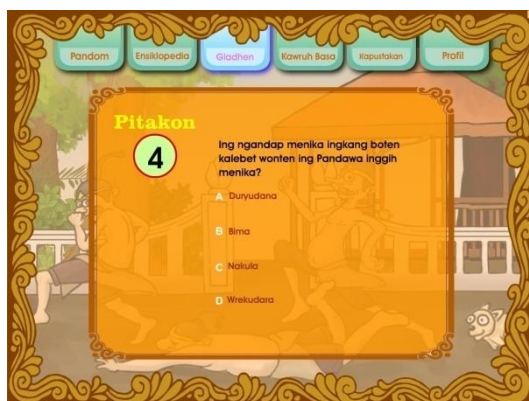 Pandom
Ensiklopedia
Gladhen
Kawruh Basa
Kapustakan
Profil
Pitakon
4
Ing ngandap menika ingkang boten
kalebet wonten ing Pandawa inggih
menika?
A Duryudana
B Bima
C Nakula
D Wrekudara